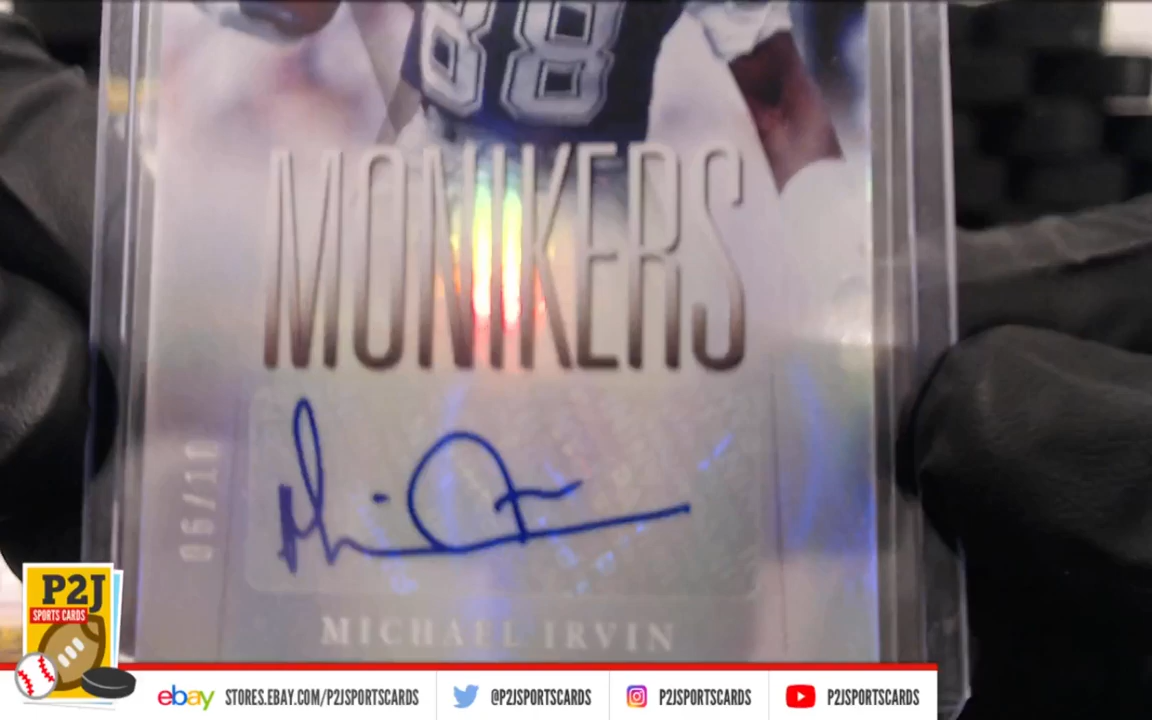 88
MONIKERS
06/10
MICHAEL IRVIN
P2J
SPORTS CARDS
ebay STORES.EBAY.COM/P2JSPORTSCARDS @P2JSPORTSCARDS P2JSPORTSCARDS P2JSPORTSCARDS